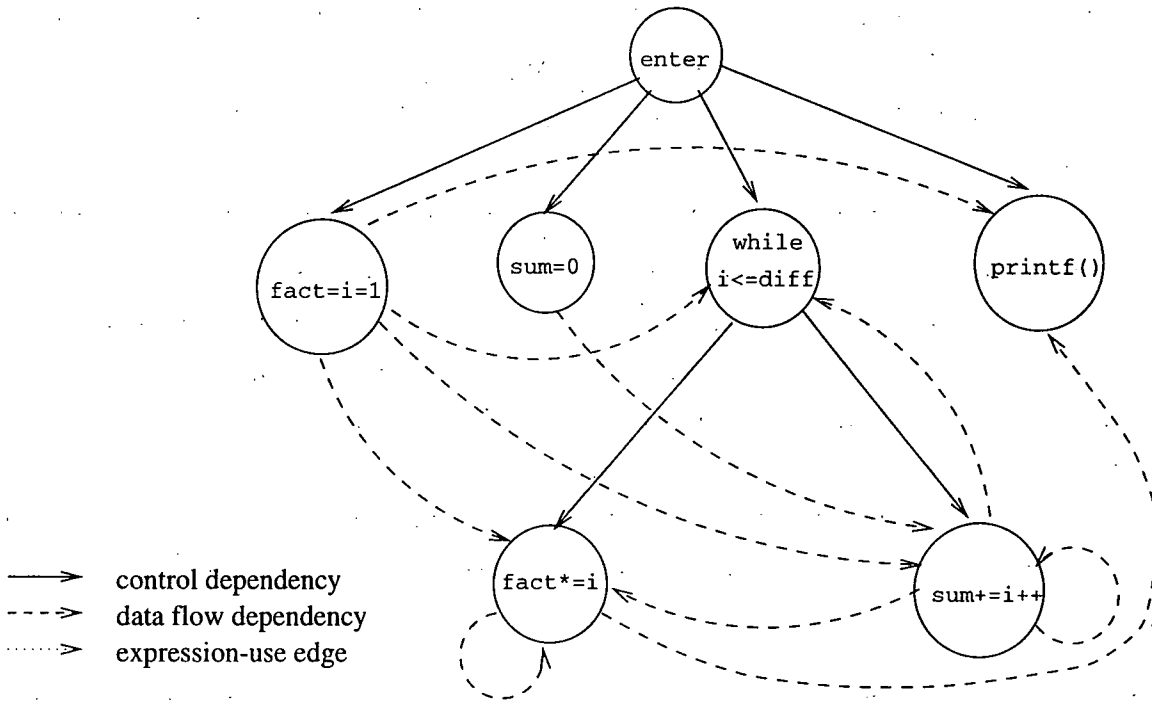 enter
fact=i=1
sum=0
while
i<=diff
printf()
fact*=i
sum+=i++
control dependency
data flow dependency
expression-use edge